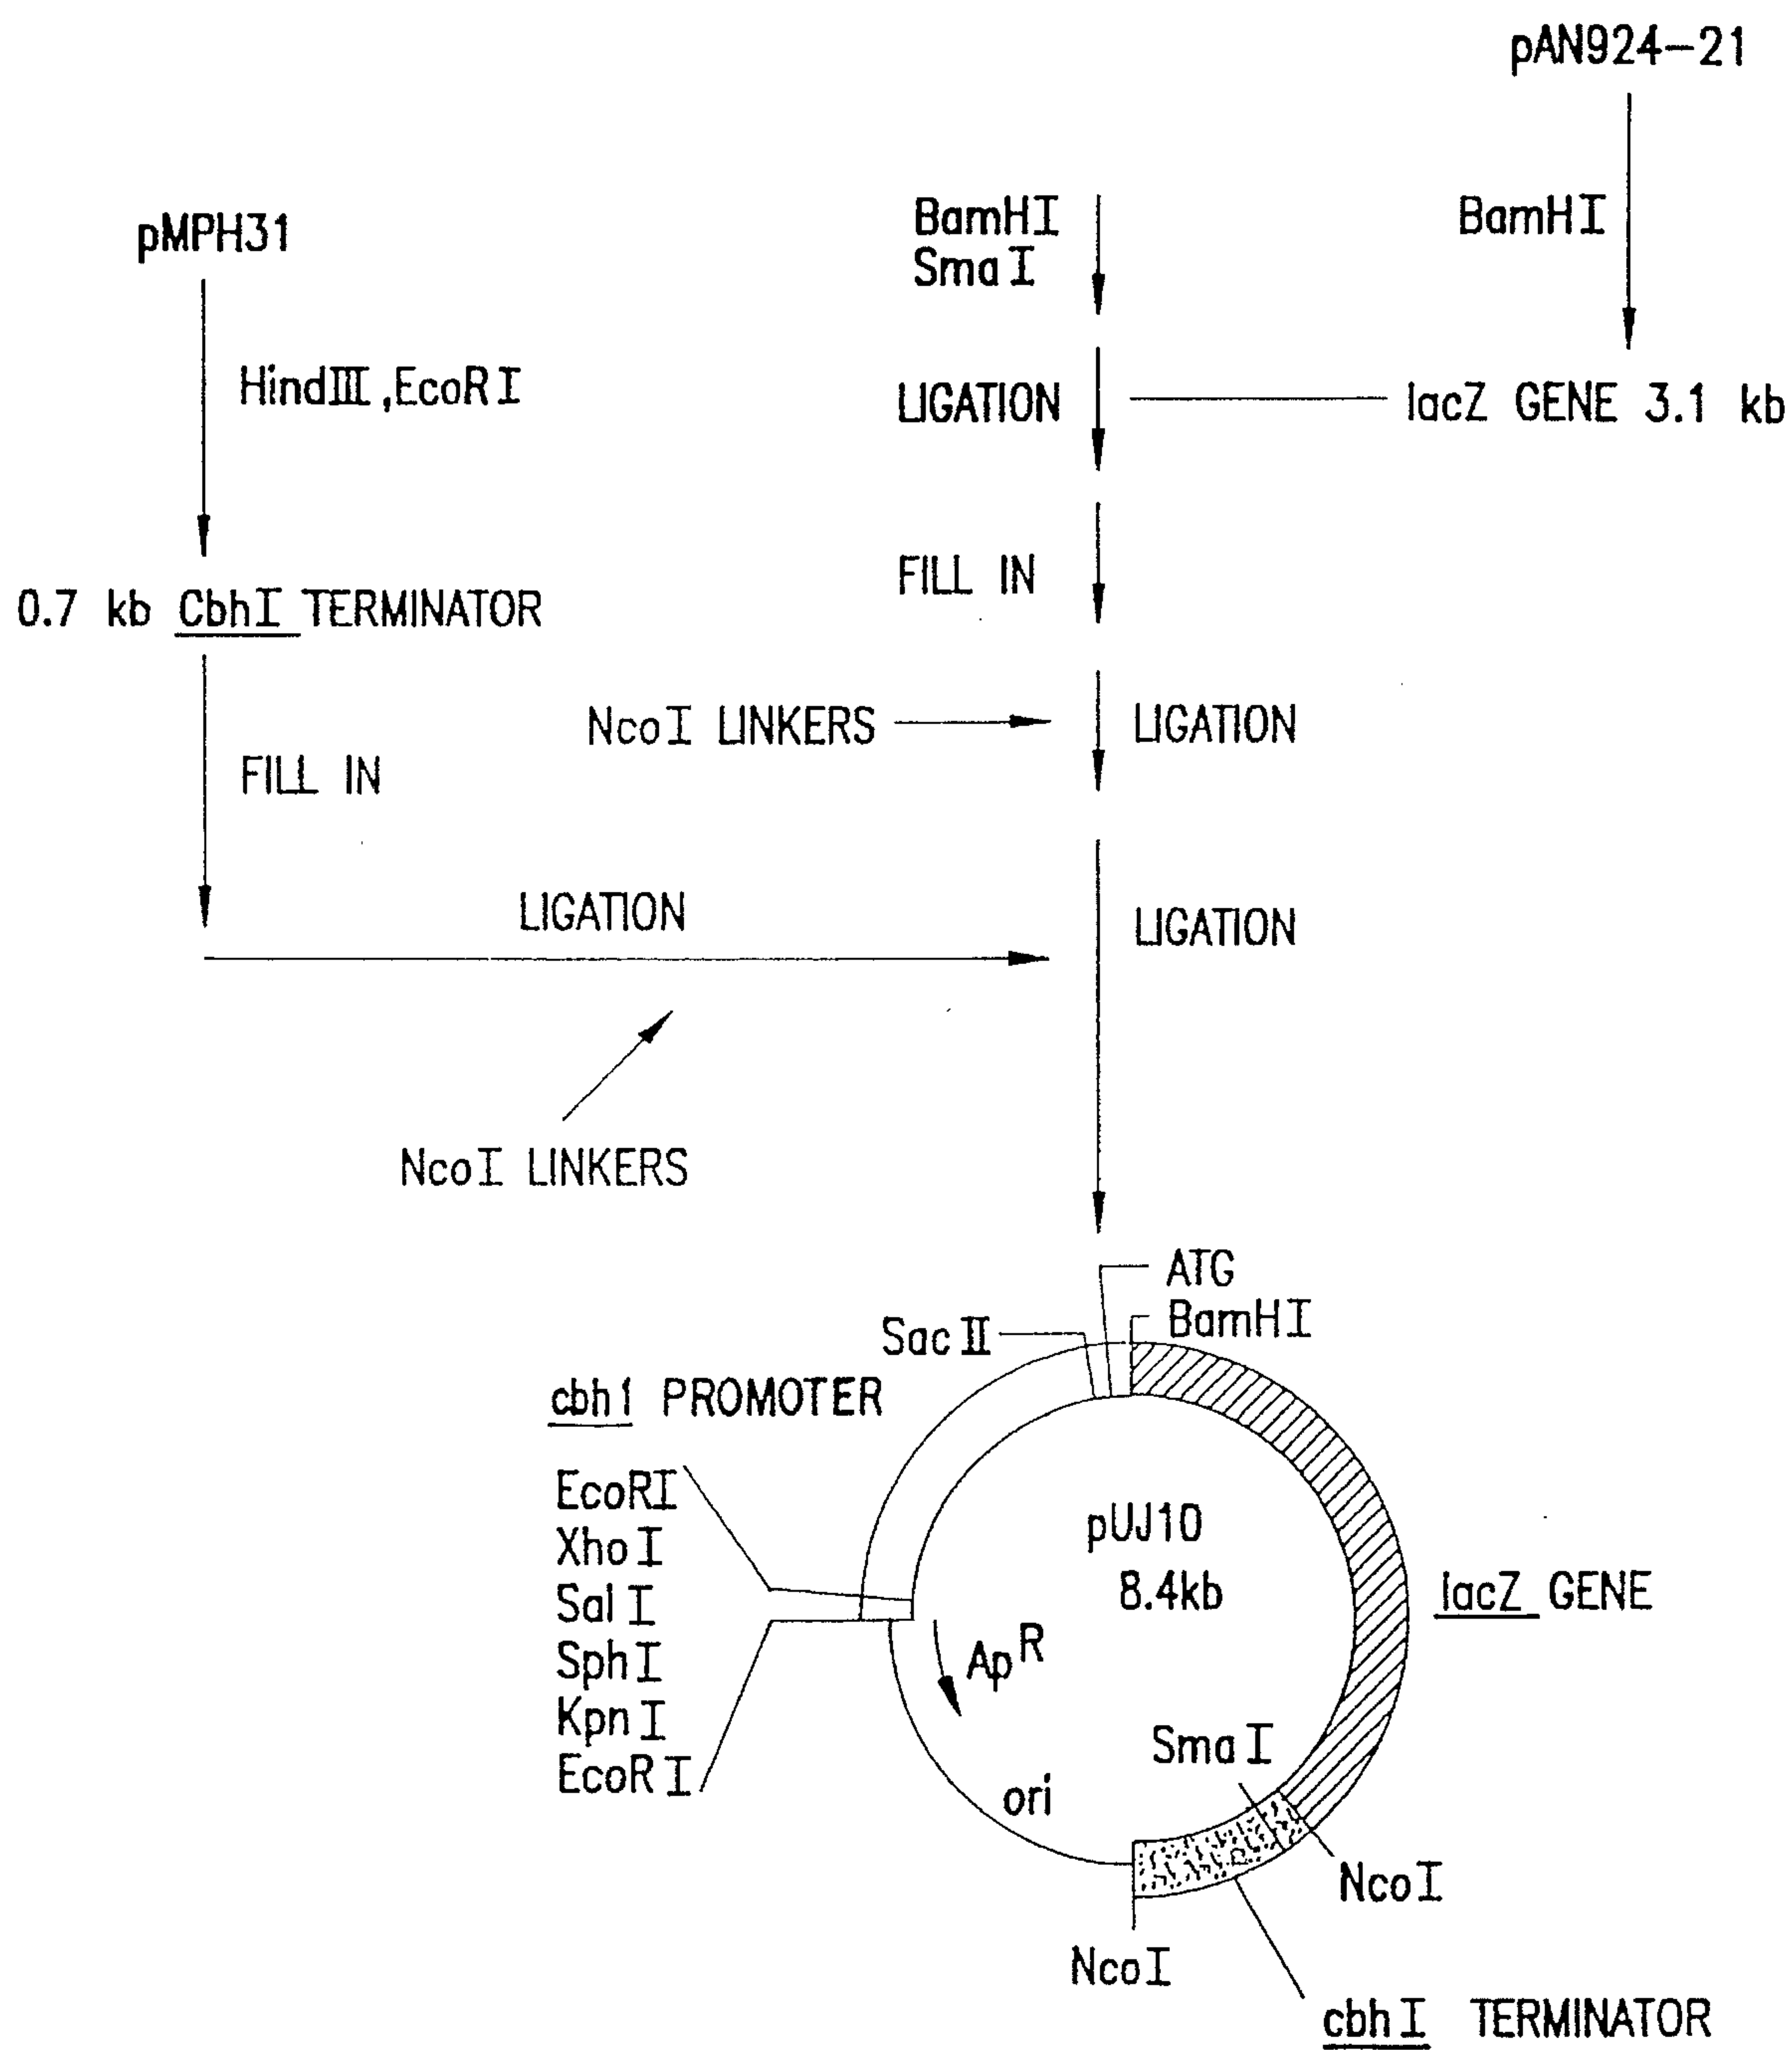 pAN924-21
pMPH31
BamHI
SmaI
BamHI
HindIII,EcoRI
LIGATION
lacZ GENE 3.1 kb
FILL IN
0.7 kb CbhI TERMINATOR
NcoI LINKERS
LIGATION
FILL IN
LIGATION
LIGATION
NcoI LINKERS
ATG
BamHI
SacII
cbh1 PROMOTER
EcoRI
XhoI
SalI
SphI
KpnI
EcoRI
pUJ10
8.4kb
lacZ GENE
ApR
SmaI
ori
NcoI
NcoI
cbhI TERMINATOR